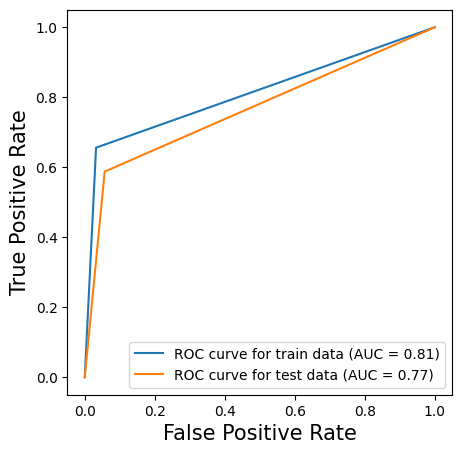 1.0
0.8
0.6
0.4
0.2
0.0
True Positive Rate
ROC curve for train data (AUC = 0.81)
ROC curve for test data (AUC = 0.77)
0.0 0.2 0.4 0.6 0.8 1.0
False Positive Rate